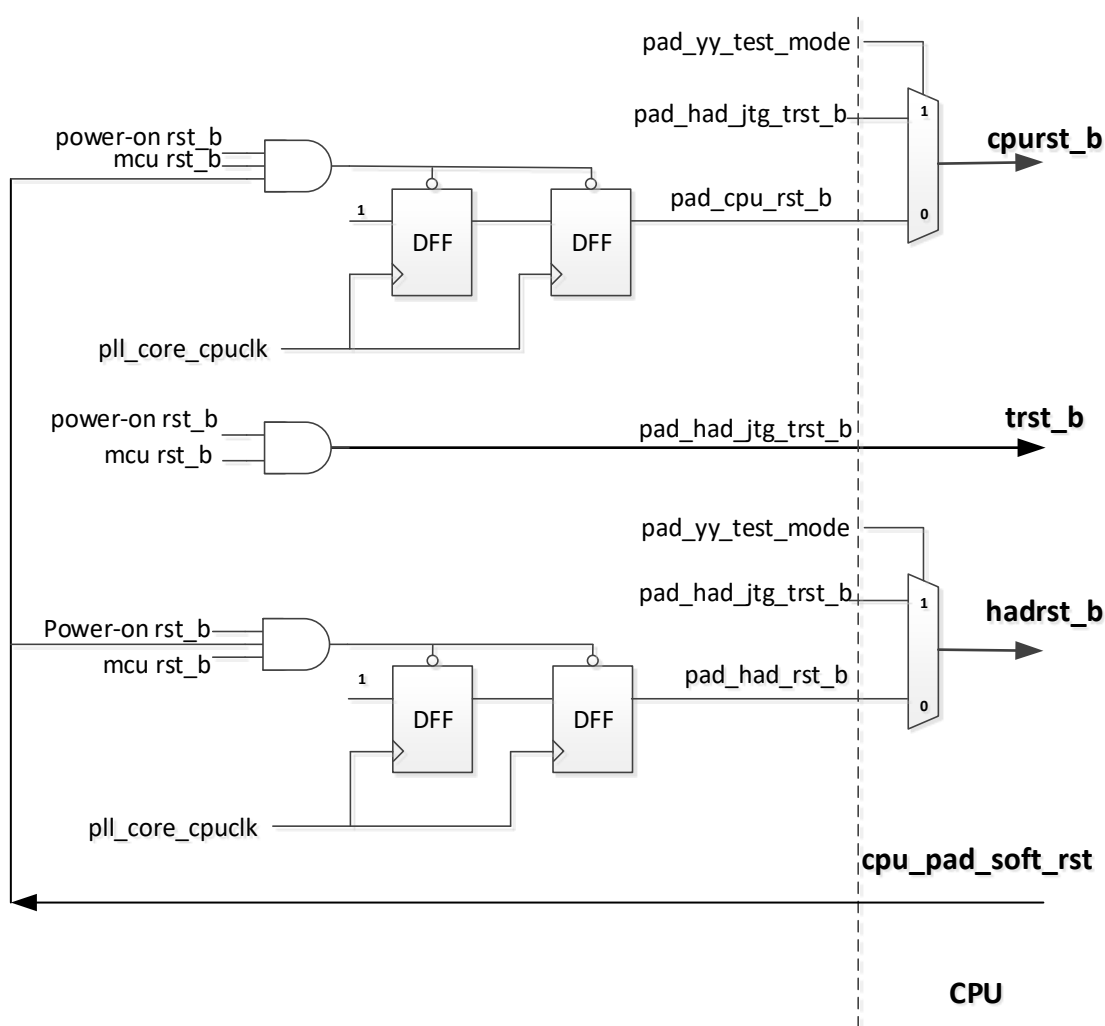 pad_yy_test_mode
pad_had_jtg_trst_b
1
cpurst_b
power-on rst_b
mcu rst_b
pad_cpu_rst_b
1
0
DFF
DFF
pll_core_cpuclk
power-on rst_b
mcu rst_b
pad_had_jtg_trst_b
trst_b
pad_yy_test_mode
pad_had_jtg_trst_b
1
hadrst_b
Power-on rst_b
mcu rst_b
pad_had_rst_b
1
0
DFF
DFF
pll_core_cpuclk
cpu_pad_soft_rst
CPU